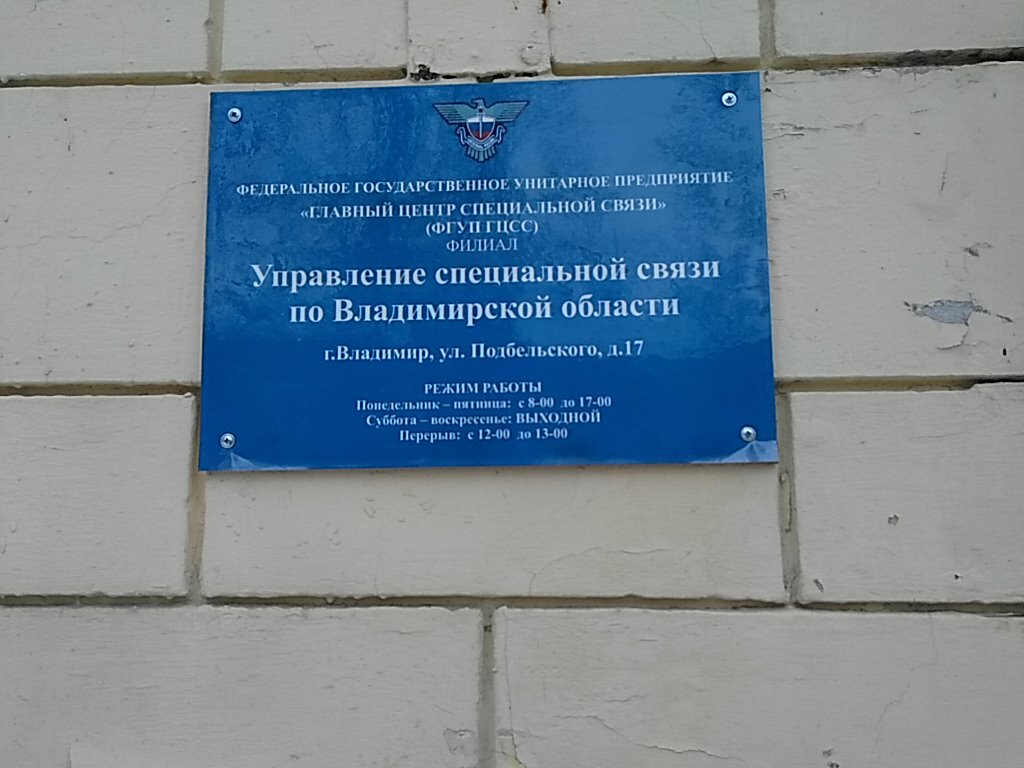 ФЕДЕРАЛЬНОЕ ГОСУДАРСТВЕННОЕ УНИТАРНОЕ ПРЕДПРИЯТИЕ
«ГЛАВНЫЙ ЦЕНТР СПЕЦИАЛЬНОЙ СВЯЗИ»
(ФГУП ГЦСС)
ФИЛИАЛ
Управление специальной связи
по Владимирской области
г.Владимир, ул. Подбельского, д.17
РЕЖИМ РАБОТЫ
Понедельник – пятница: с 8-00 до 17-00
Суббота – воскресенье: ВЫХОДНОЙ
Перерыв: с 12-00 до 13-00